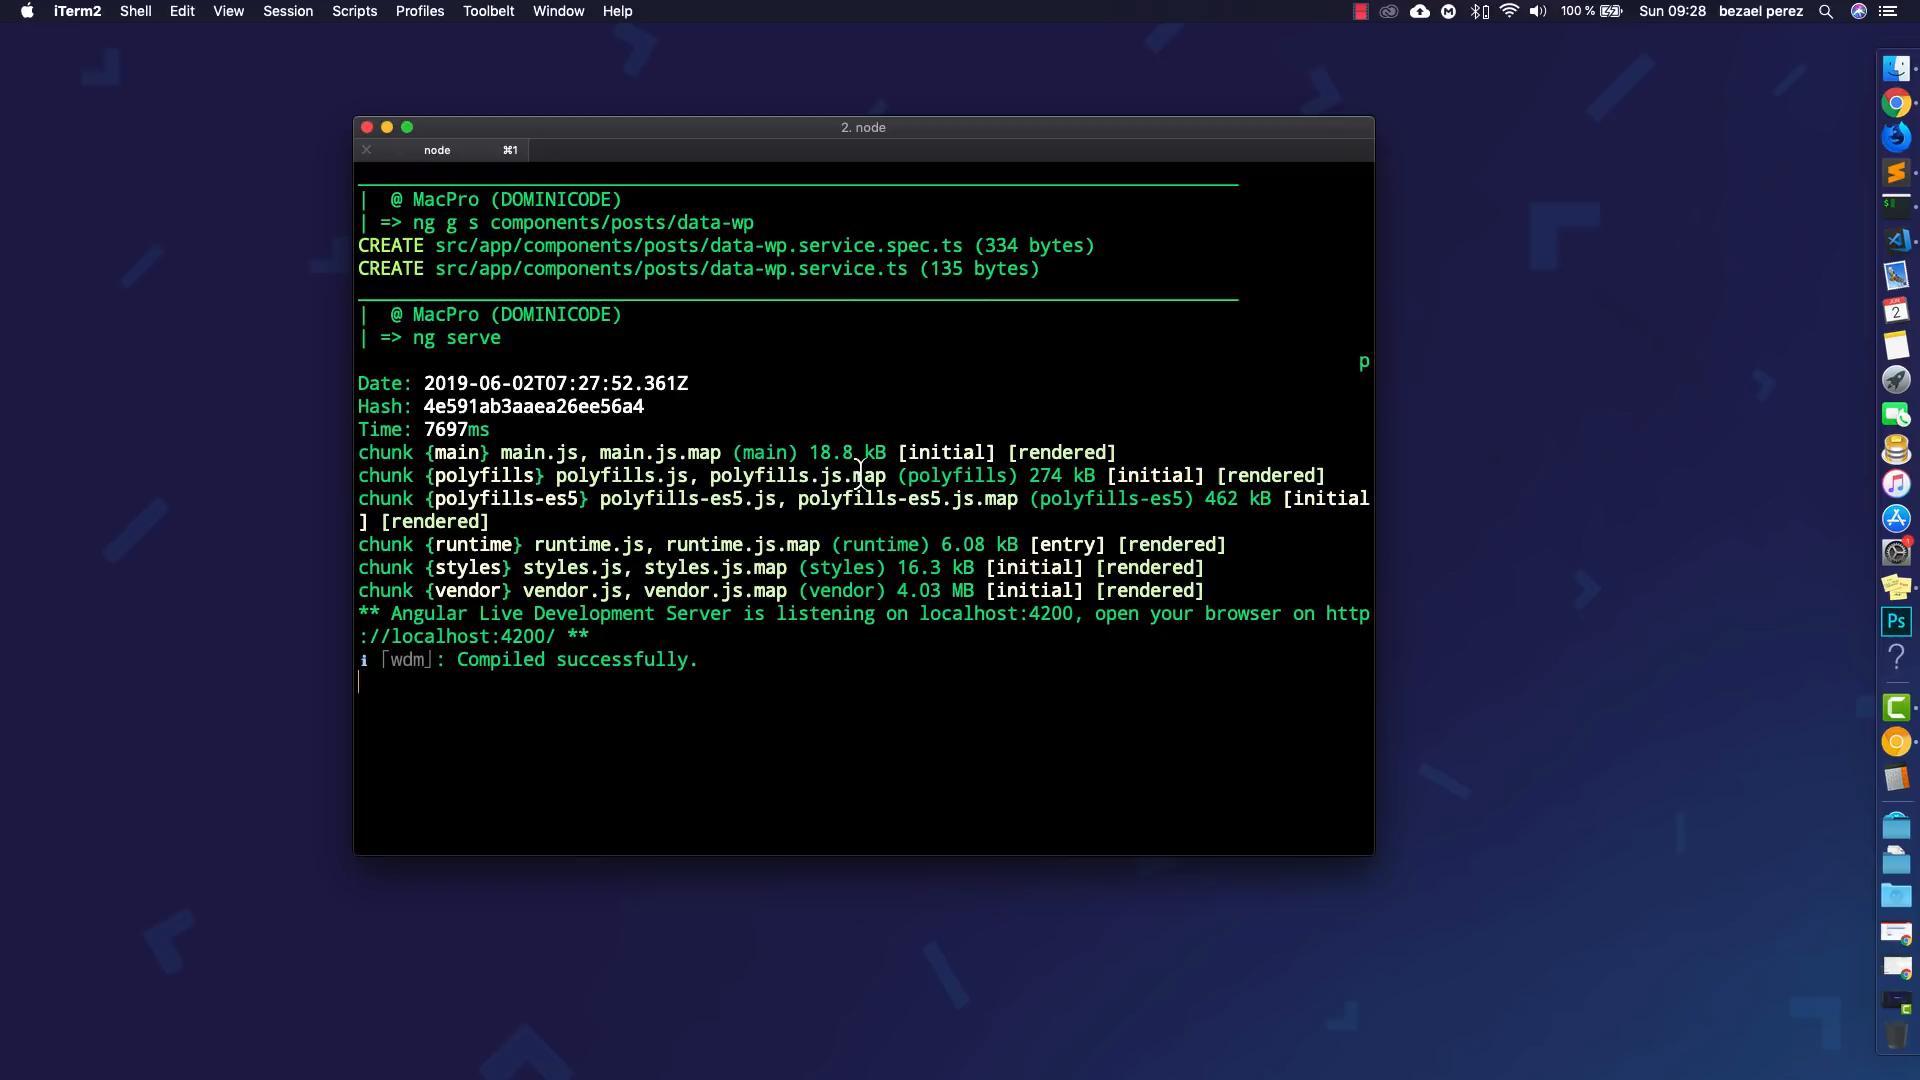 iTerm2 Shell Edit View Session Scripts Profiles Toolbelt Window Help 100 % Sun 09:28 bezael perez
2. node
node ⌘1
| @ MacPro (DOMINICODE)
| => ng g s components/posts/data-wp
CREATE src/app/components/posts/data-wp.service.spec.ts (334 bytes)
CREATE src/app/components/posts/data-wp.service.ts (135 bytes)
| @ MacPro (DOMINICODE)
| => ng serve
p
Date: 2019-06-02T07:27:52.361Z
Hash: 4e591ab3aaea26ee56a4
Time: 7697ms
chunk {main} main.js, main.js.map (main) 18.8 kB [initial] [rendered]
chunk {polyfills} polyfills.js, polyfills.js.map (polyfills) 274 kB [initial] [rendered]
chunk {polyfills-es5} polyfills-es5.js, polyfills-es5.js.map (polyfills-es5) 462 kB [initial
] [rendered]
chunk {runtime} runtime.js, runtime.js.map (runtime) 6.08 kB [entry] [rendered]
chunk {styles} styles.js, styles.js.map (styles) 16.3 kB [initial] [rendered]
chunk {vendor} vendor.js, vendor.js.map (vendor) 4.03 MB [initial] [rendered]
** Angular Live Development Server is listening on localhost:4200, open your browser on http
://localhost:4200/ **
ℹ ｢wdm｣: Compiled successfully.
2
Ps